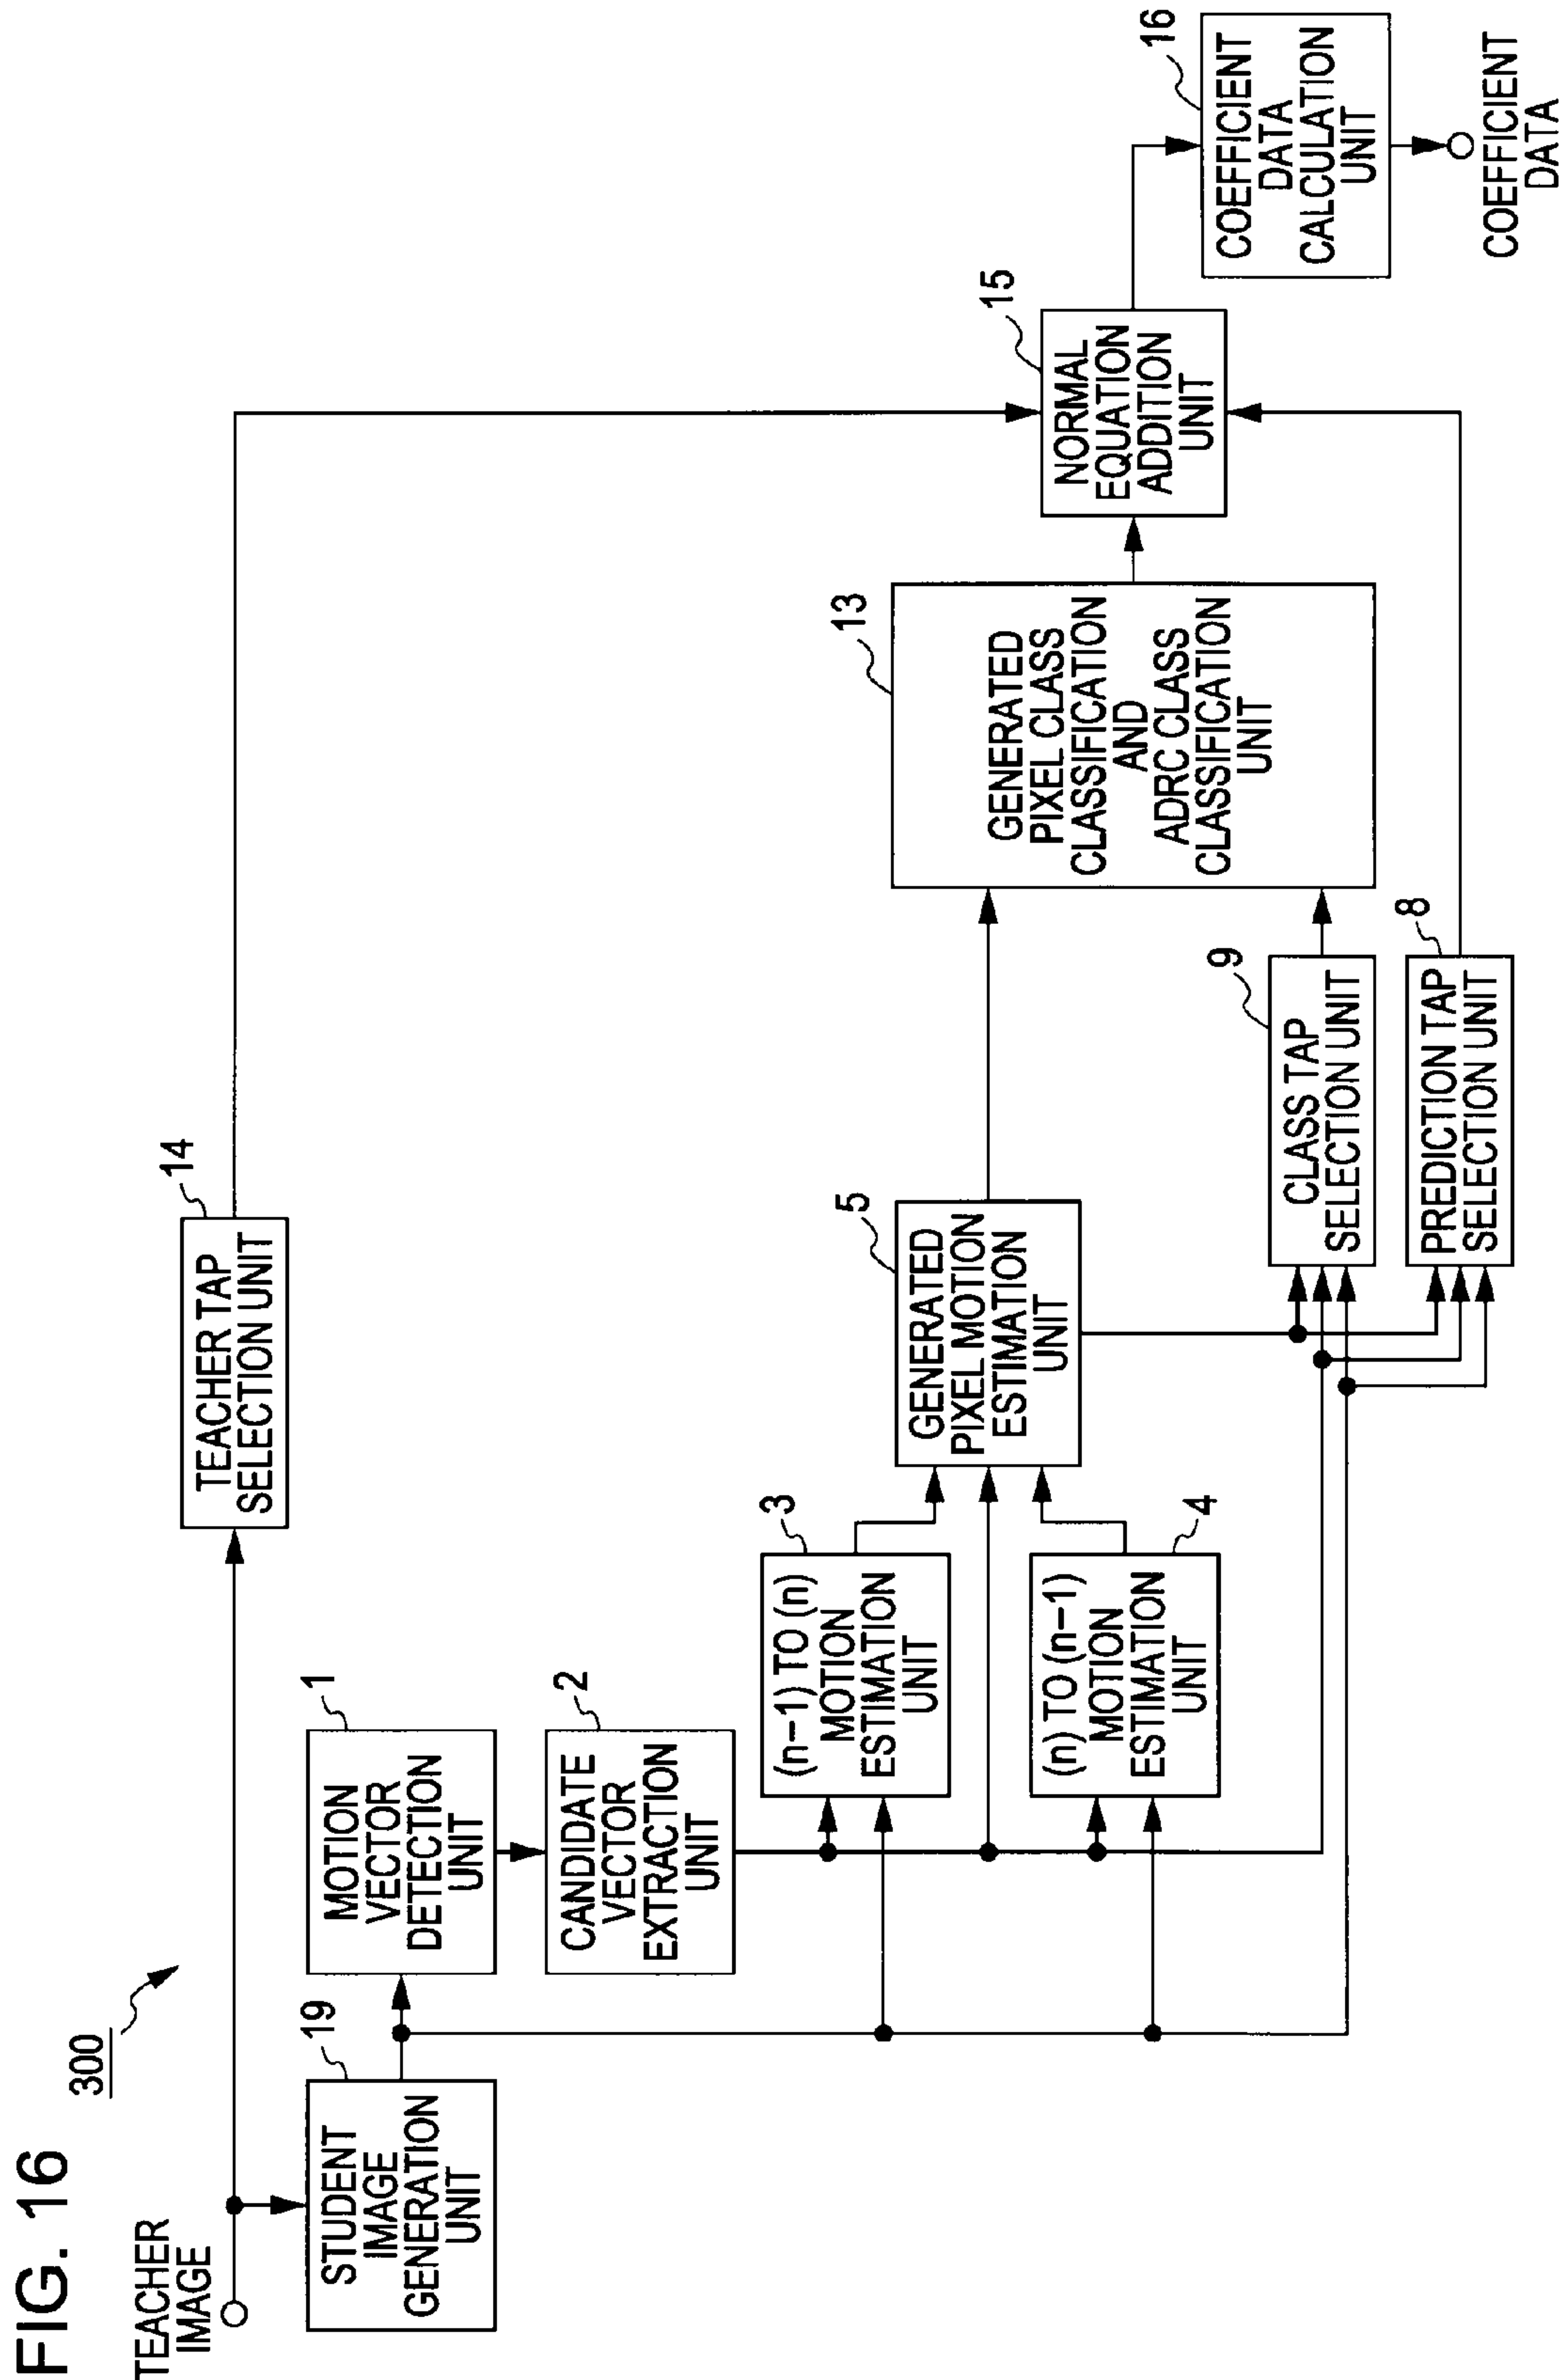 FIG. 16
300
TEACHER
IMAGE
14
TEACHER TAP
SELECTION UNIT
19
STUDENT
IMAGE
GENERATION
UNIT
1
MOTION
VECTOR
DETECTION
UNIT
2
CANDIDATE
VECTOR
EXTRACTION
UNIT
3
(n−1) TO (n)
MOTION
ESTIMATION
UNIT
4
(n) TO (n−1)
MOTION
ESTIMATION
UNIT
5
GENERATED
PIXEL MOTION
ESTIMATION
UNIT
9
CLASS TAP
SELECTION UNIT
8
PREDICTION TAP
SELECTION UNIT
13
GENERATED
PIXEL CLASS
CLASSIFICATION
AND
ADRC CLASS
CLASSIFICATION
UNIT
15
NORMAL
EQUATION
ADDITION
UNIT
16
COEFFICIENT
DATA
CALCULATION
UNIT
COEFFICIENT
DATA